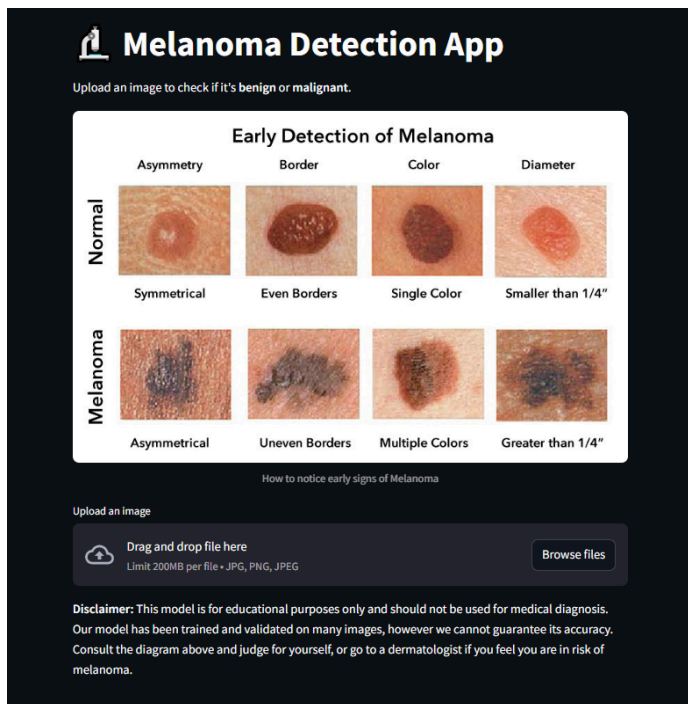 Melanoma Detection App
Upload an image to check if it's benign or malignant.
Early Detection of Melanoma
Asymmetry Border Color Diameter
Normal
Symmetrical Even Borders Single Color Smaller than 1/4”
Melanoma
Asymmetrical Uneven Borders Multiple Colors Greater than 1/4”
How to notice early signs of Melanoma
Upload an image
Drag and drop file here
Limit 200MB per file • JPG, PNG, JPEG
Browse files
Disclaimer: This model is for educational purposes only and should not be used for medical diagnosis.
Our model has been trained and validated on many images, however we cannot guarantee its accuracy.
Consult the diagram above and judge for yourself, or go to a dermatologist if you feel you are in risk of
melanoma.